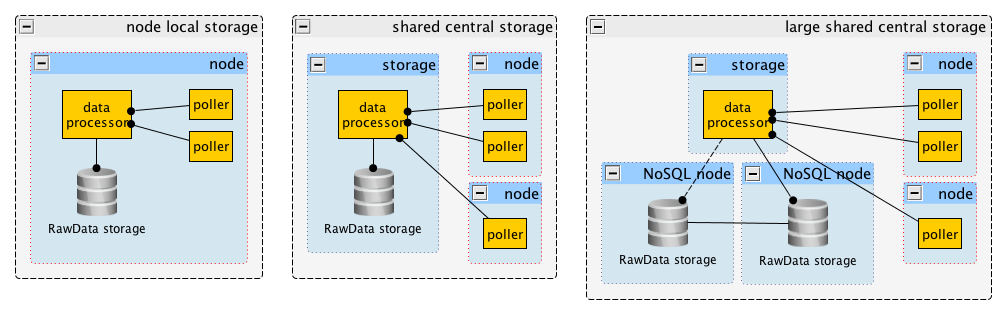 node local storage
node
data
processor
poller
poller
RawData storage
shared central storage
storage
data
processor
RawData storage
node
poller
poller
node
poller
large shared central storage
storage
data
processor
NoSQL node
RawData storage
NoSQL node
RawData storage
node
poller
poller
node
poller